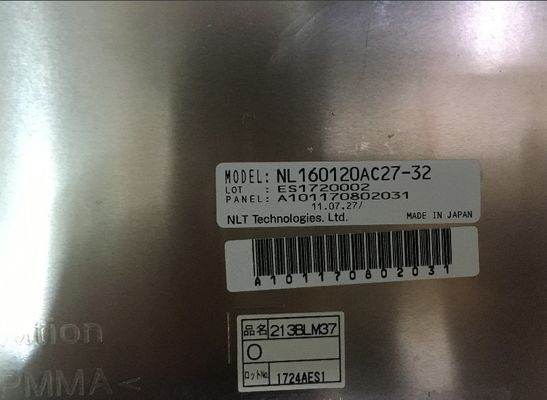 MODEL: NL160120AC27-32
LOT : ES1720002
PANEL: A101170802031
11.07.27/
NLT Technologies, Ltd. MADE IN JAPAN
A101170802031
品名 213BLM37
O
ロットNo. 1724AES1
PMMA<